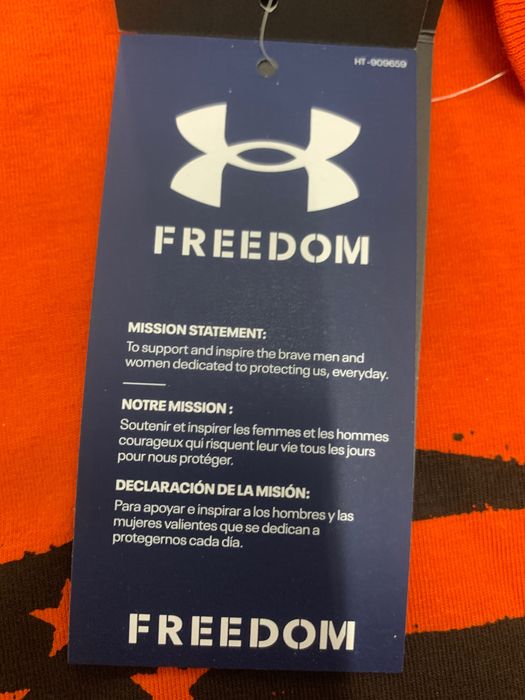 HT-909659
FREEDOM
MISSION STATEMENT:
To support and inspire the brave men and
women dedicated to protecting us, everyday.
NOTRE MISSION :
Soutenir et inspirer les femmes et les hommes
courageux qui risquent leur vie tous les jours
pour nous protéger.
DECLARACIÓN DE LA MISIÓN:
Para apoyar e inspirar a los hombres y las
mujeres valientes que se dedican a
protegernos cada día.
FREEDOM